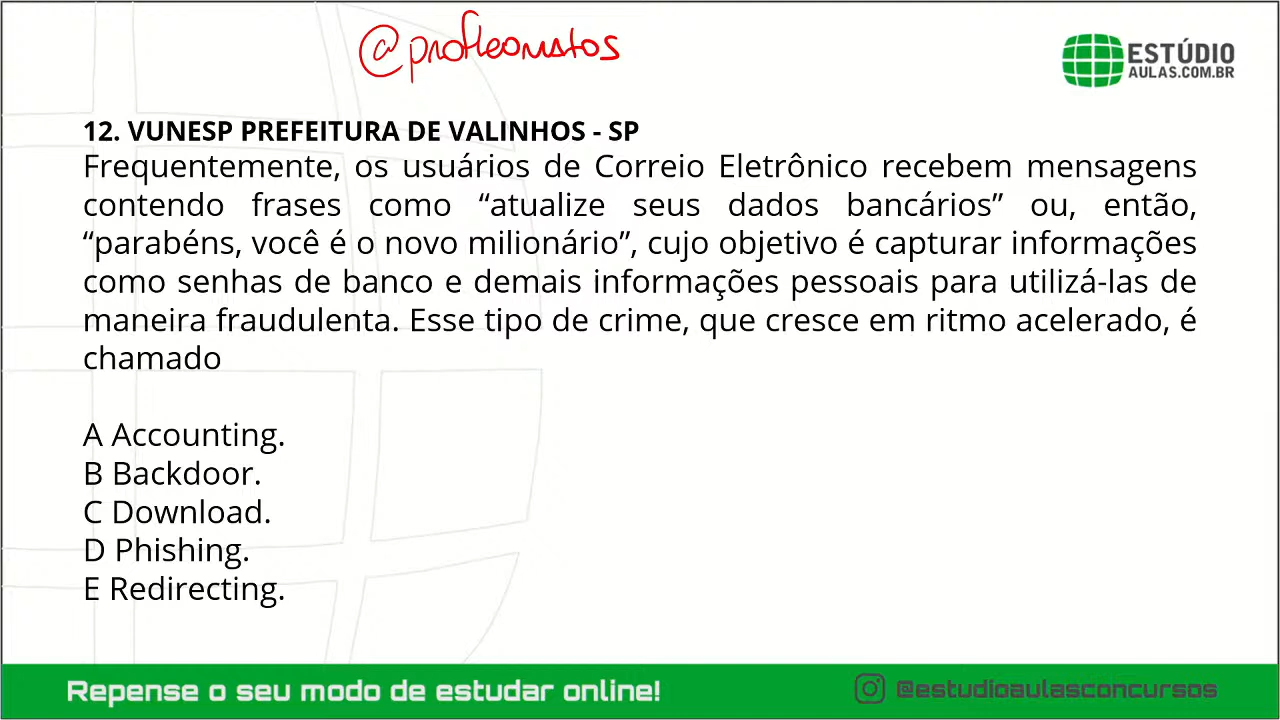 @profleomatos
ESTÚDIO
AULAS.COM.BR
12. VUNESP PREFEITURA DE VALINHOS - SP
Frequentemente, os usuários de Correio Eletrônico recebem mensagens
contendo frases como “atualize seus dados bancários” ou, então,
“parabéns, você é o novo milionário”, cujo objetivo é capturar informações
como senhas de banco e demais informações pessoais para utilizá-las de
maneira fraudulenta. Esse tipo de crime, que cresce em ritmo acelerado, é
chamado
A Accounting.
B Backdoor.
C Download.
D Phishing.
E Redirecting.
Repense o seu modo de estudar online!
@estudioaulasconcursos